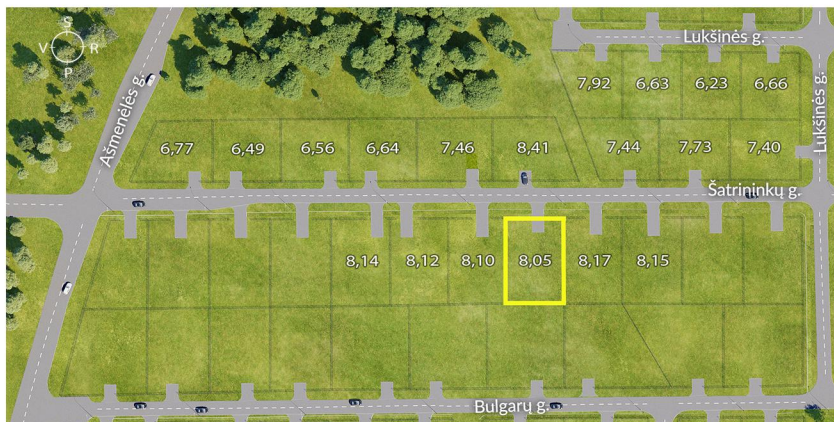 Lukšinės g.
S
V R
P
7,92 6,63 6,23 6,66
Ašmenėlės g.
Lukšinės g.
6,77 6,49 6,56 6,64 7,46 8,41 7,44 7,73 7,40
Šatrininkų g.
8,14 8,12 8,10 8,05 8,17 8,15
Bulgarų g.